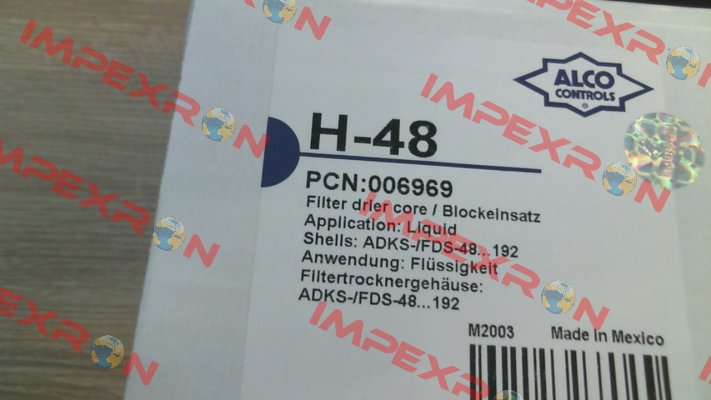 ALCO
CONTROLS
H-48
PCN:006969
Filter drier core / Blockeinsatz
Application: Liquid
Shells: ADKS-/FDS-48...192
Anwendung: Flüssigkeit
Filtertrocknergehäuse:
ADKS-/FDS-48...192
M2003 Made in Mexico
IMPEXRON
IMPEXRON
IMPEXRON
IMPEXRON
IMPEXRON
IMPEXRON
IMPEXRON